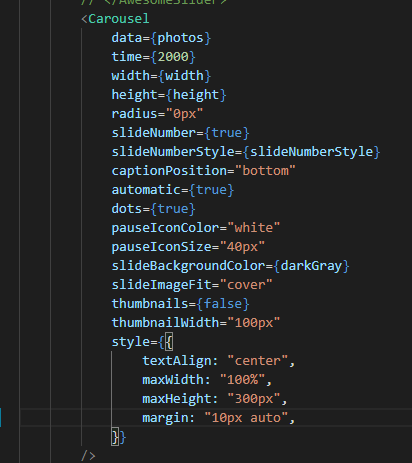 // </AwesomeSlider>
<Carousel
data={photos}
time={2000}
width={width}
height={height}
radius="0px"
slideNumber={true}
slideNumberStyle={slideNumberStyle}
captionPosition="bottom"
automatic={true}
dots={true}
pauseIconColor="white"
pauseIconSize="40px"
slideBackgroundColor={darkGray}
slideImageFit="cover"
thumbnails={false}
thumbnailWidth="100px"
style={{
textAlign: "center",
maxWidth: "100%",
maxHeight: "300px",
margin: "10px auto",
}}
/>